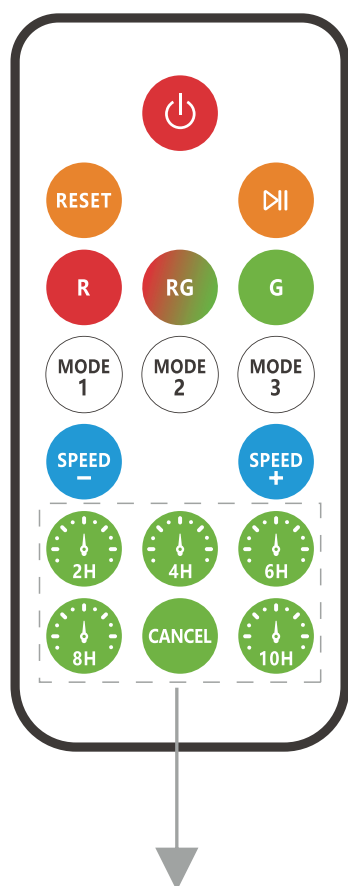 RESET
R RG G
MODE MODE MODE
1 2 3
SPEED SPEED
− +
2H 4H 6H
8H CANCEL 10H